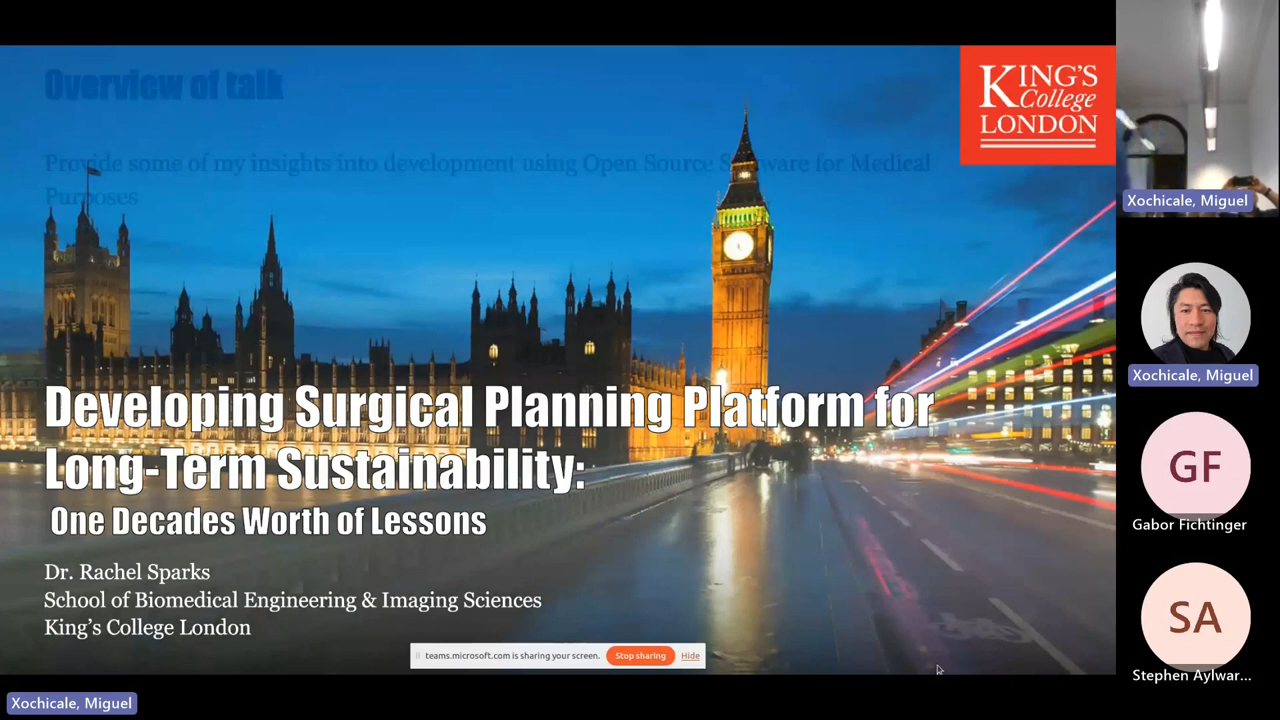 Overview of talk
Provide some of my insights into development using Open Source Software for Medical
Purposes
KING'S
College
LONDON
Developing Surgical Planning Platform for
Long-Term Sustainability:
One Decades Worth of Lessons
Dr. Rachel Sparks
School of Biomedical Engineering & Imaging Sciences
King's College London
teams.microsoft.com is sharing your screen. Stop sharing Hide
Xochicale, Miguel
Xochicale, Miguel
Xochicale, Miguel
GF
Gabor Fichtinger
SA
Stephen Aylwar...